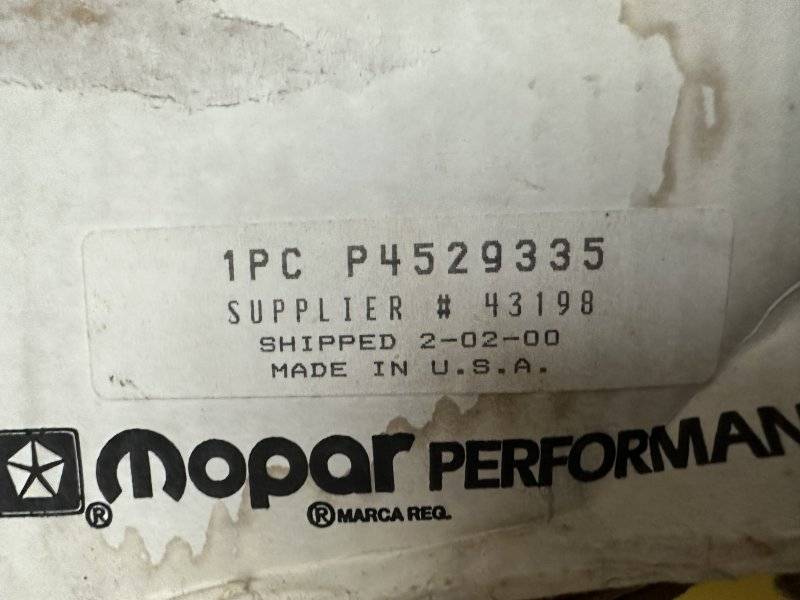 1PC P4529335
SUPPLIER # 43198
SHIPPED 2-02-00
MADE IN U.S.A.
mopar PERFORMAN
® ® MARCA REG.